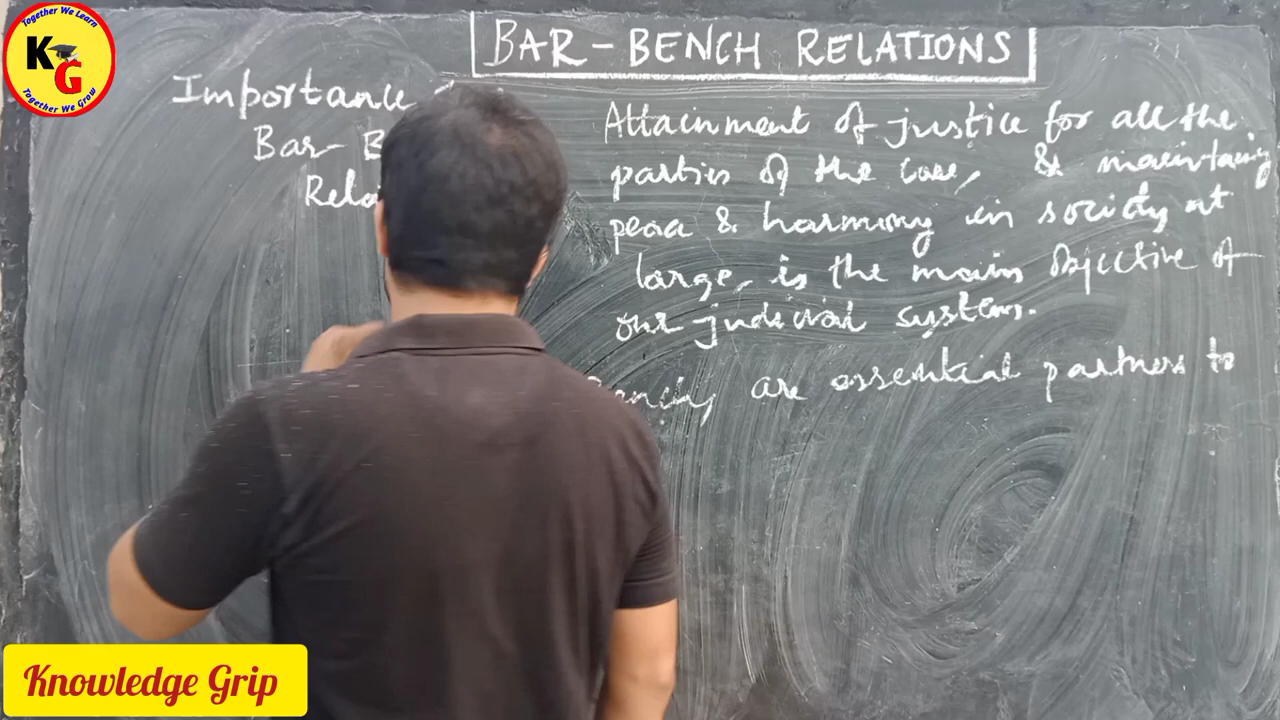 Together We Learn
KG
Together We Grow
BAR-BENCH RELATIONS
Importance
Bar-B
Rela
Attainment of justice for all the
parties of the case, & maintaining
peace & harmony in society at
large, is the main objective of
our judicial system.
Bench, are essential partners to
Knowledge Grip